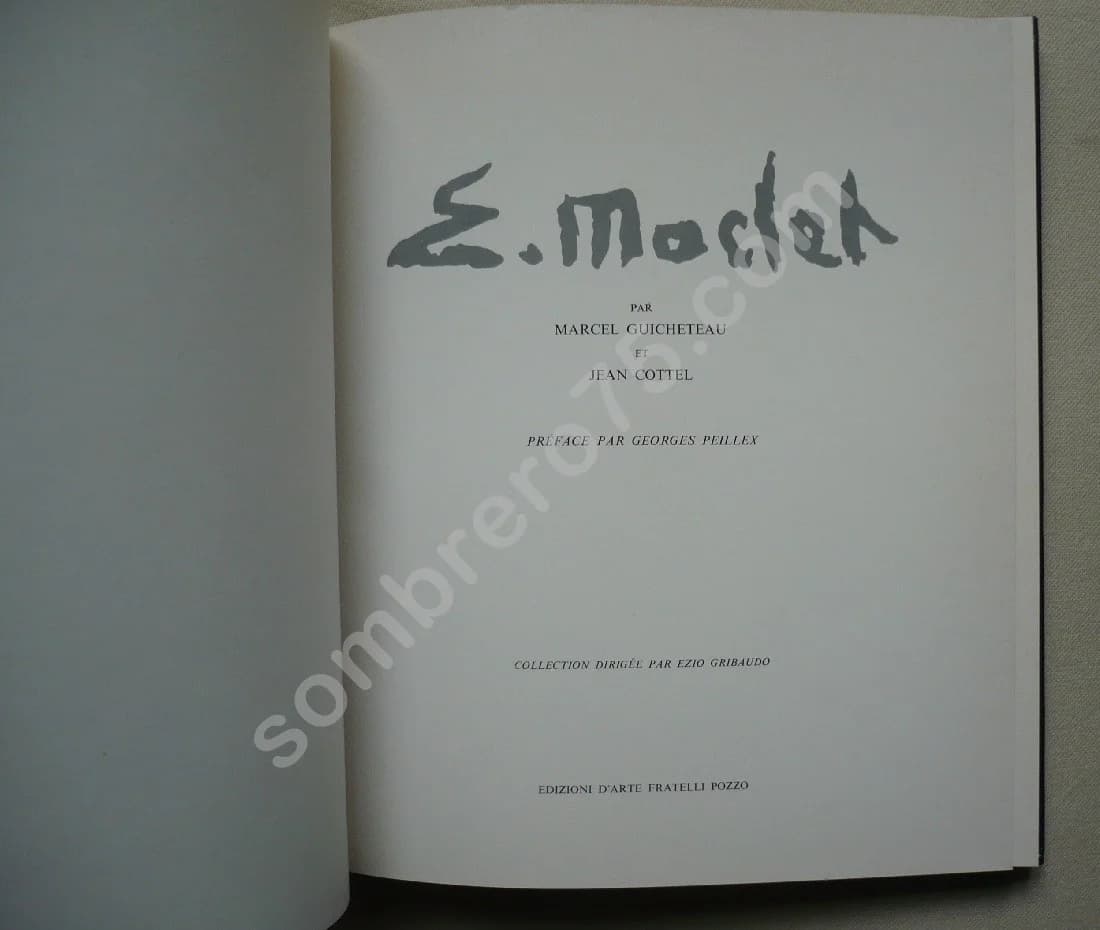 E. Modet
PAR
MARCEL GUICHETEAU
ET
JEAN COTTEL
PRÉFACE PAR GEORGES PEILLEX
COLLECTION DIRIGÉE PAR EZIO GRIBAUDO
EDIZIONI D'ARTE FRATELLI POZZO
sombrero75.com